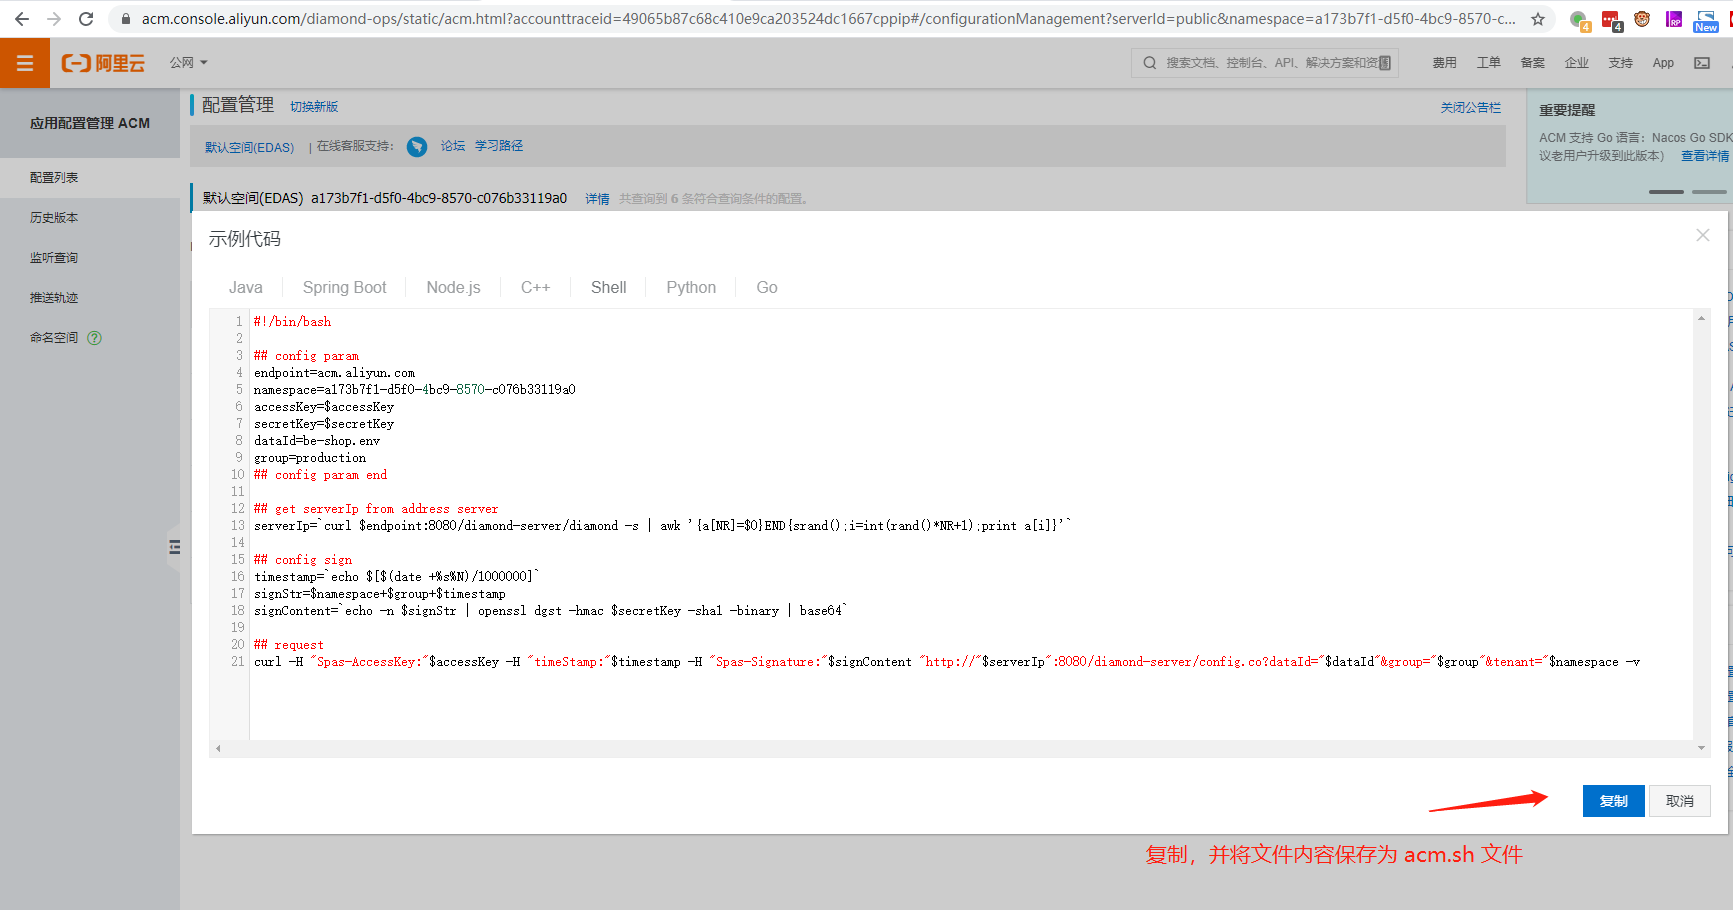 acm.console.aliyun.com/diamond-ops/static/acm.html?accounttraceid=49065b87c68c410e9ca203524dc1667cppip#/configurationManagement?serverId=public&namespace=a173b7f1-d5f0-4bc9-8570-c...
4
4
RP
New
阿里云
公网
搜索文档、控制台、API、解决方案和资
费用
工单
备案
企业
支持
App
应用配置管理 ACM
配置列表
历史版本
监听查询
推送轨迹
命名空间
配置管理
切换新版
关闭公告栏
默认空间(EDAS)
| 在线客服支持:
论坛
学习路径
重要提醒
ACM 支持 Go 语言：Nacos Go SDK
议老用户升级到此版本） 查看详情
默认空间(EDAS) a173b7f1-d5f0-4bc9-8570-c076b33119a0 详情 共查询到 6 条符合查询条件的配置。
示例代码
Java
Spring Boot
Node.js
C++
Shell
Python
Go
1 #!/bin/bash
2
3 ## config param
4 endpoint=acm.aliyun.com
5 namespace=a173b7f1-d5f0-4bc9-8570-c076b33119a0
6 accessKey=$accessKey
7 secretKey=$secretKey
8 dataId=be-shop.env
9 group=production
10 ## config param end
11
12 ## get serverIp from address server
13 serverIp=`curl $endpoint:8080/diamond-server/diamond -s | awk '{a[NR]=$0}END{srand();i=int(rand()*NR+1);print a[i]}'`
14
15 ## config sign
16 timestamp=`echo $[$(date +%s%N)/1000000]`
17 signStr=$namespace+$group+$timestamp
18 signContent=`echo -n $signStr | openssl dgst -hmac $secretKey -sha1 -binary | base64`
19
20 ## request
21 curl -H "Spas-AccessKey:"$accessKey -H "timeStamp:"$timestamp -H "Spas-Signature:"$signContent "http://"$serverIp":8080/diamond-server/config.co?dataId="$dataId"&group="$group"&tenant="$namespace -v
复制
取消
复制，并将文件内容保存为 acm.sh 文件